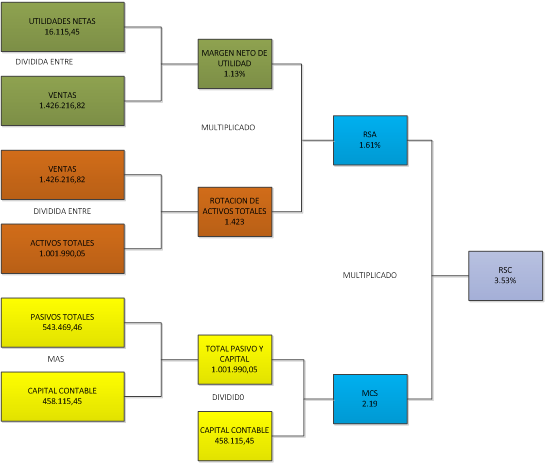 UTILIDADES NETAS
16.115,45
DIVIDIDA ENTRE
VENTAS
1.426.216,82
MARGEN NETO DE
UTILIDAD
1.13%
MULTIPLICADO
VENTAS
1.426.216,82
DIVIDIDA ENTRE
ACTIVOS TOTALES
1.001.990,05
ROTACION DE
ACTIVOS TOTALES
1.423
RSA
1.61%
MULTIPLICADO
RSC
3.53%
PASIVOS TOTALES
543.469,46
MAS
CAPITAL CONTABLE
458.115,45
TOTAL PASIVO Y
CAPITAL
1.001.990,05
DIVIDIDO
CAPITAL CONTABLE
458.115,45
MCS
2.19